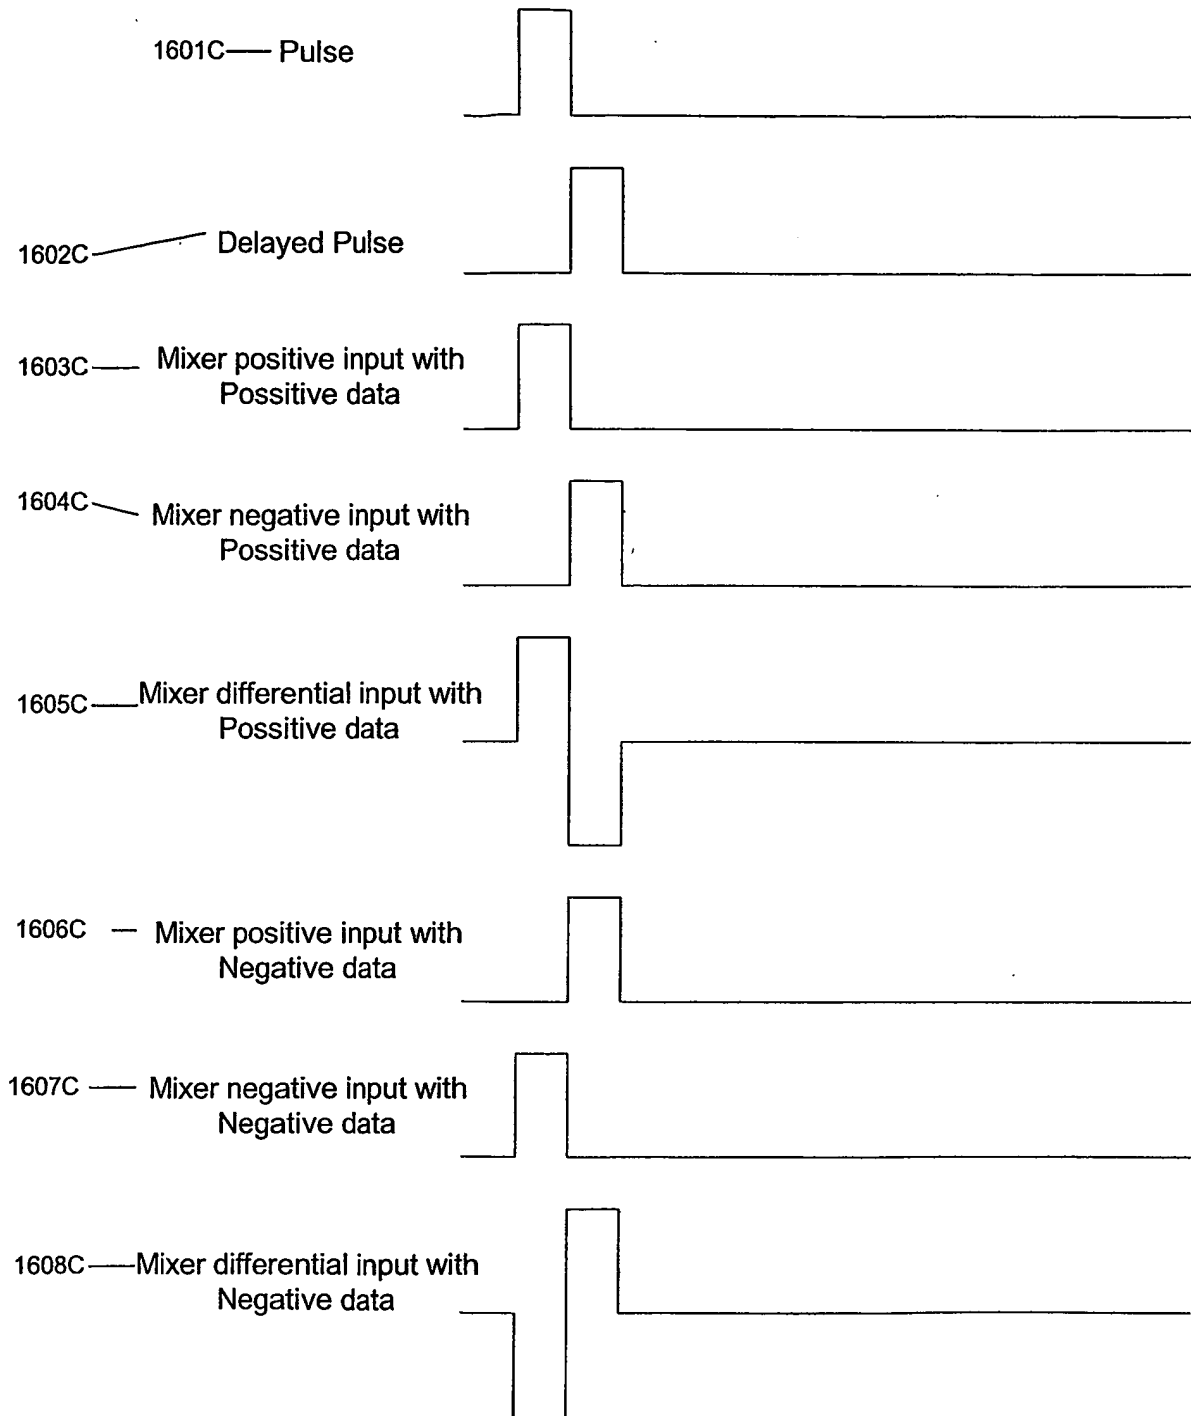 1601C Pulse
1602C Delayed Pulse
1603C Mixer positive input with
Possitive data
1604C Mixer negative input with
Possitive data
1605C Mixer differential input with
Possitive data
1606C Mixer positive input with
Negative data
1607C Mixer negative input with
Negative data
1608C Mixer differential input with
Negative data